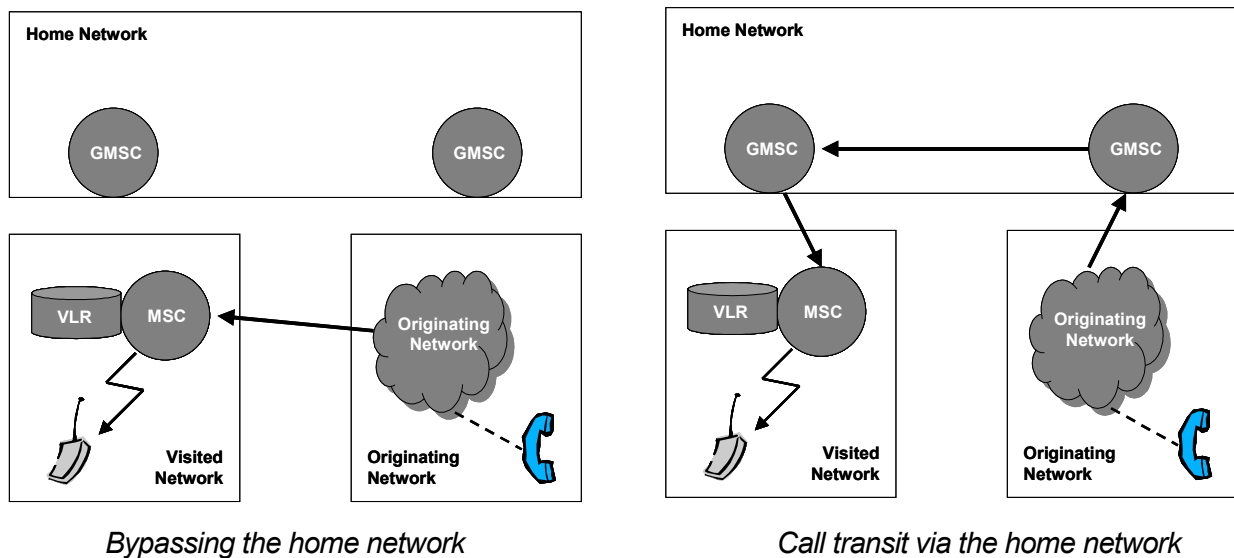 Home Network
GMSC
GMSC
VLR
MSC
Originating
Network
Visited
Network
Originating
Network
Bypassing the home network
Home Network
GMSC
GMSC
VLR
MSC
Originating
Network
Visited
Network
Originating
Network
Call transit via the home network